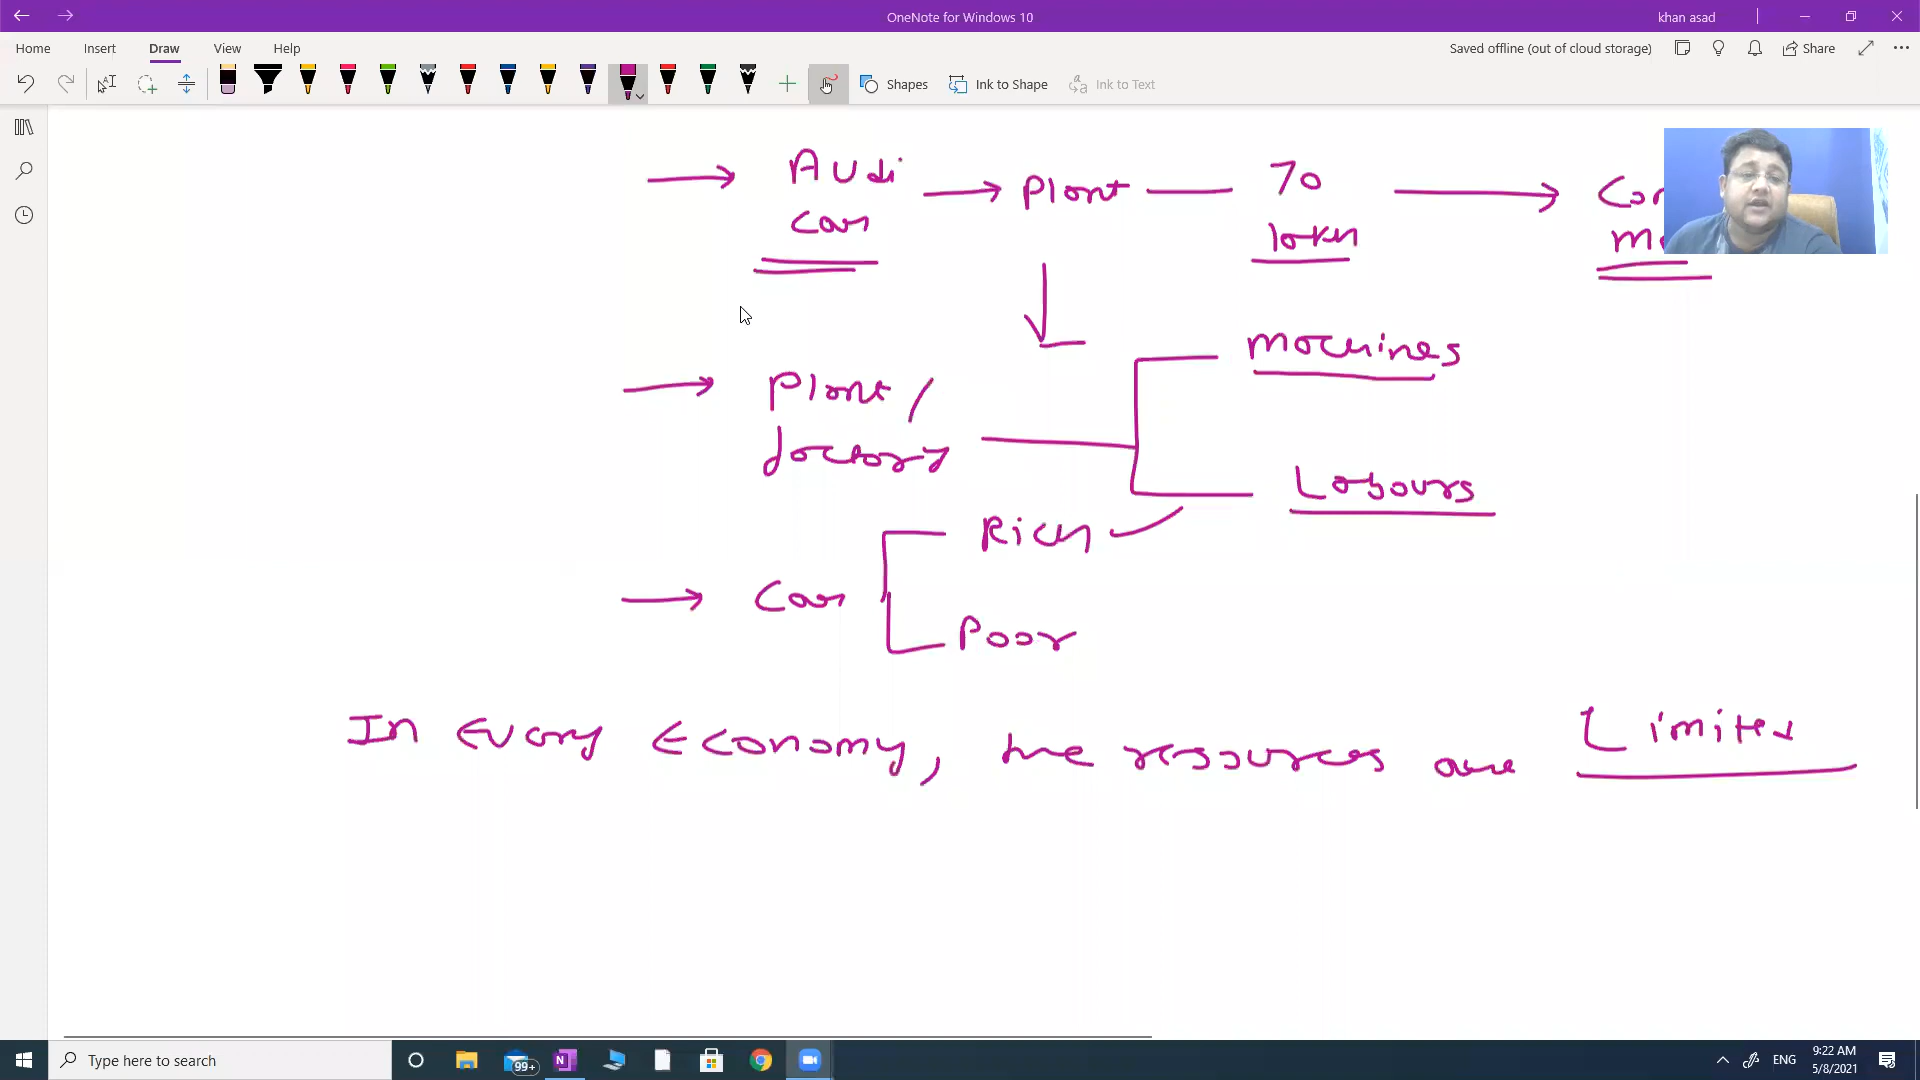 OneNote for Windows 10
khan asad
Home Insert Draw View Help
Saved offline (out of cloud storage)
Share
Shapes
Ink to Shape
Ink to Text
→ Audi → Plant — 70 →
Car
Machines
→ Plant /
factory
Labours
Rich
→ Car
Poor
In Every Economy, the resources are Limited
Type here to search
99+
ENG
9:22 AM
5/8/2021